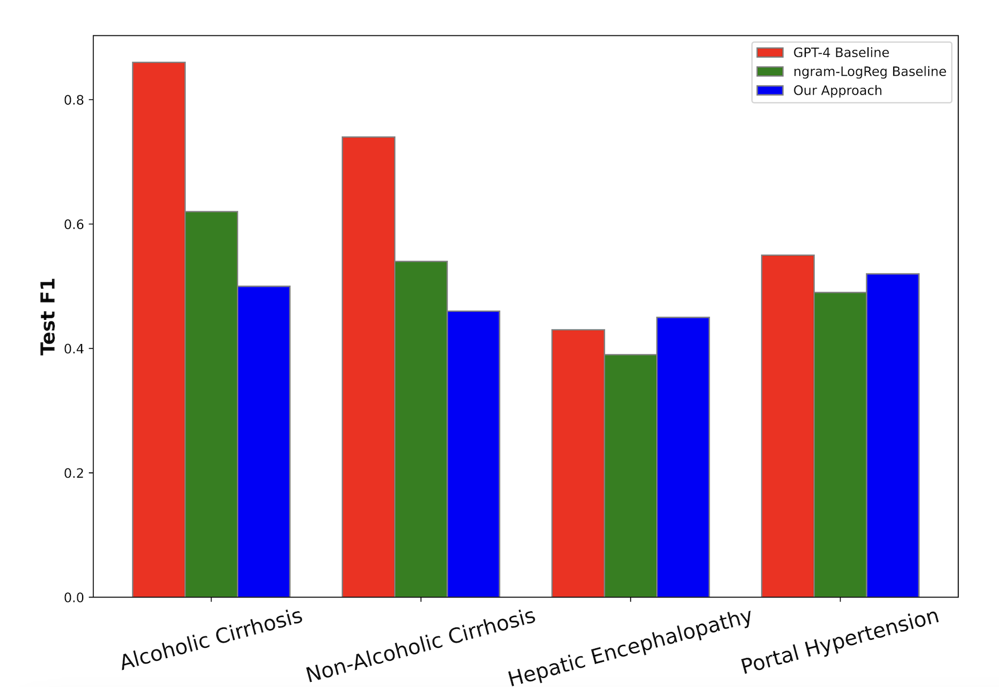 GPT-4 Baseline
ngram-LogReg Baseline
Our Approach
Test F1
0.8
0.6
0.4
0.2
0.0
Alcoholic Cirrhosis
Non-Alcoholic Cirrhosis
Hepatic Encephalopathy
Portal Hypertension